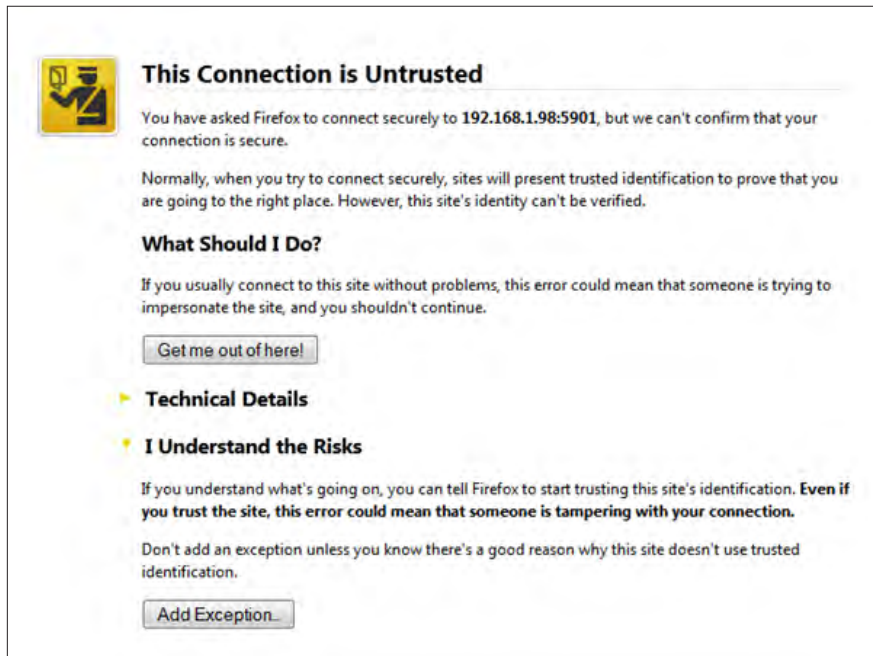 This Connection is Untrusted
You have asked Firefox to connect securely to 192.168.1.98:5901, but we can't confirm that your
connection is secure.
Normally, when you try to connect securely, sites will present trusted identification to prove that you
are going to the right place. However, this site's identity can't be verified.
What Should I Do?
If you usually connect to this site without problems, this error could mean that someone is trying to
impersonate the site, and you shouldn't continue.
Get me out of here!
Technical Details
I Understand the Risks
If you understand what's going on, you can tell Firefox to start trusting this site's identification. Even if
you trust the site, this error could mean that someone is tampering with your connection.
Don't add an exception unless you know there's a good reason why this site doesn't use trusted
identification.
Add Exception...